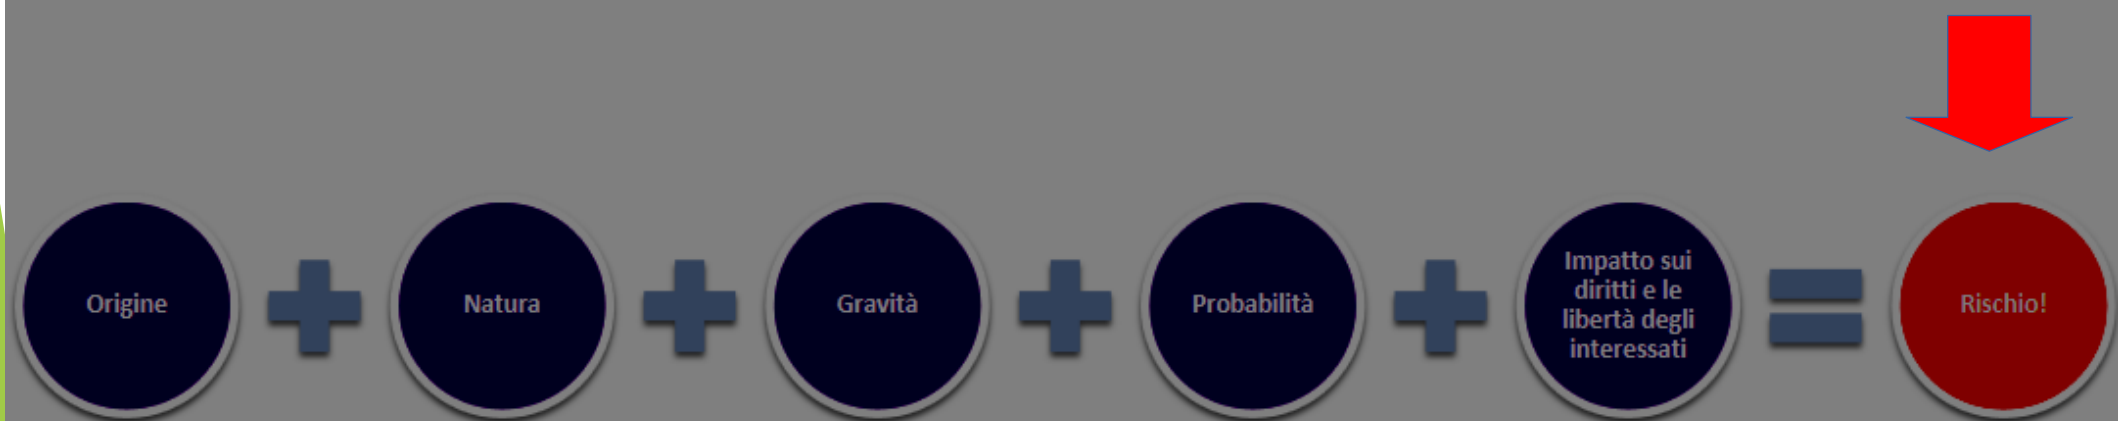 Origine
Natura
Gravità
Probabilità
Impatto sui
diritti e le
libertà degli
interessati
Rischio!